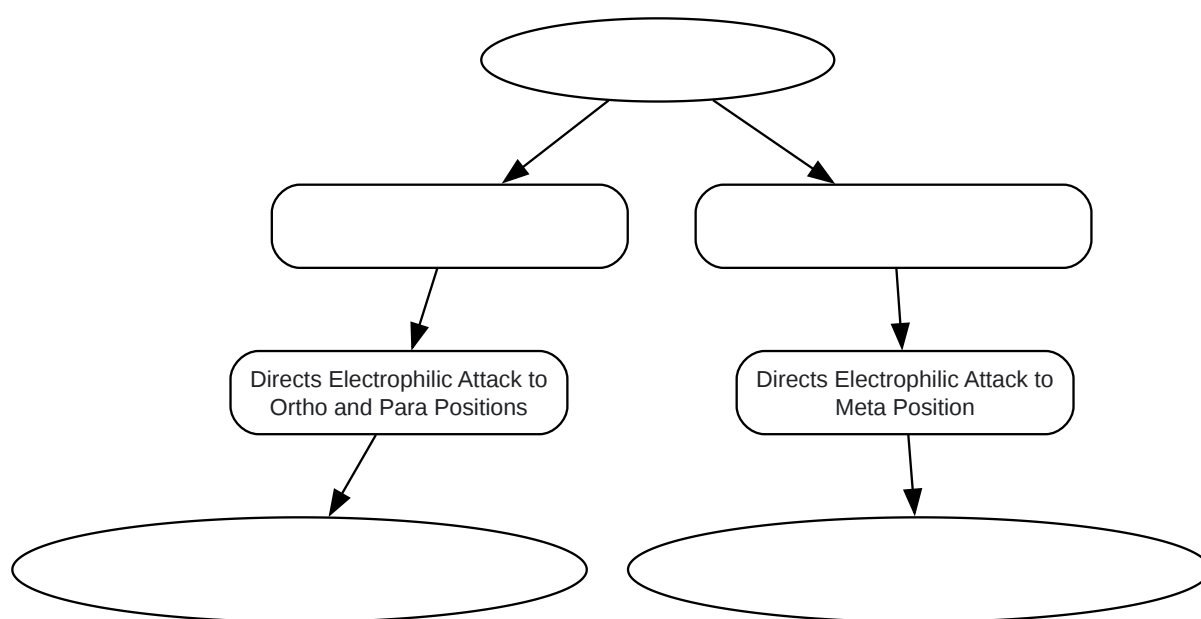 Directs Electrophilic Attack to
Ortho and Para Positions
Directs Electrophilic Attack to
Meta Position